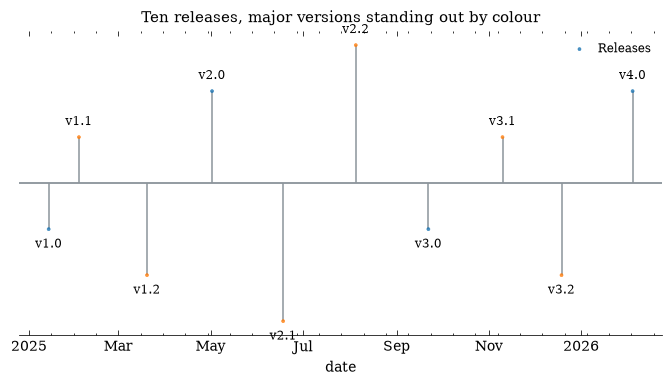 Ten releases, major versions standing out by colour
v2.2
Releases
v2.0
v4.0
v1.1
v3.1
v1.0
v3.0
v1.2
v3.2
v2.1
2025
Mar
May
Jul
Sep
Nov
2026
date